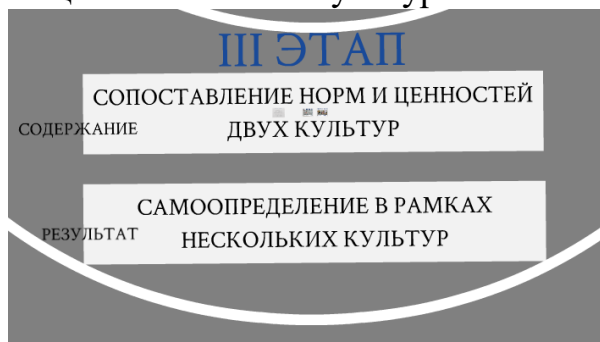 III ЭТАП
СОПОСТАВЛЕНИЕ НОРМ И ЦЕННОСТЕЙ
СОДЕРЖАНИЕ
ДВУХ КУЛЬТУР
САМООПРЕДЕЛЕНИЕ В РАМКАХ
РЕЗУЛЬТАТ
НЕСКОЛЬКИХ КУЛЬТУР